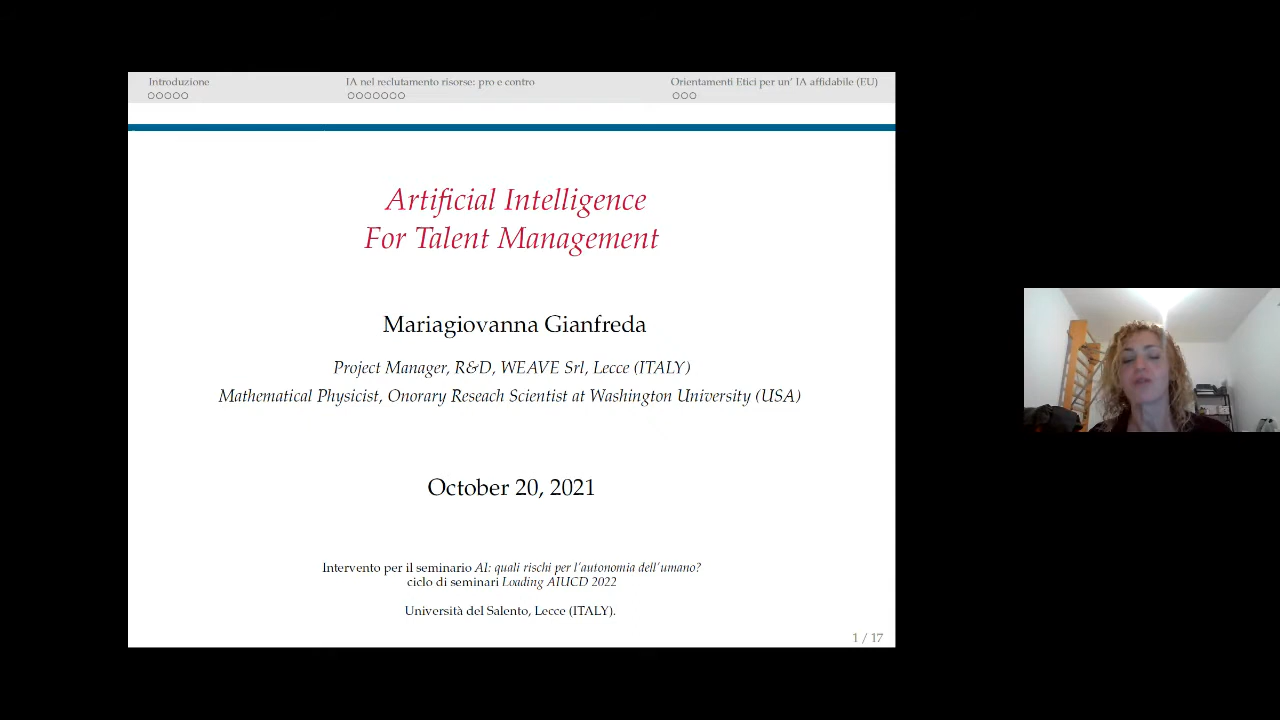 Introduzione
IA nel reclutamento risorse: pro e contro
Orientamenti Etici per un' IA affidabile (EU)
Artificial Intelligence
For Talent Management
Mariagiovanna Gianfreda
Project Manager, R&D, WEAVE Srl, Lecce (ITALY)
Mathematical Physicist, Onorary Reseach Scientist at Washington University (USA)
October 20, 2021
Intervento per il seminario AI: quali rischi per l'autonomia dell'umano?
ciclo di seminari Loading AIUCD 2022
Università del Salento, Lecce (ITALY).
1 / 17